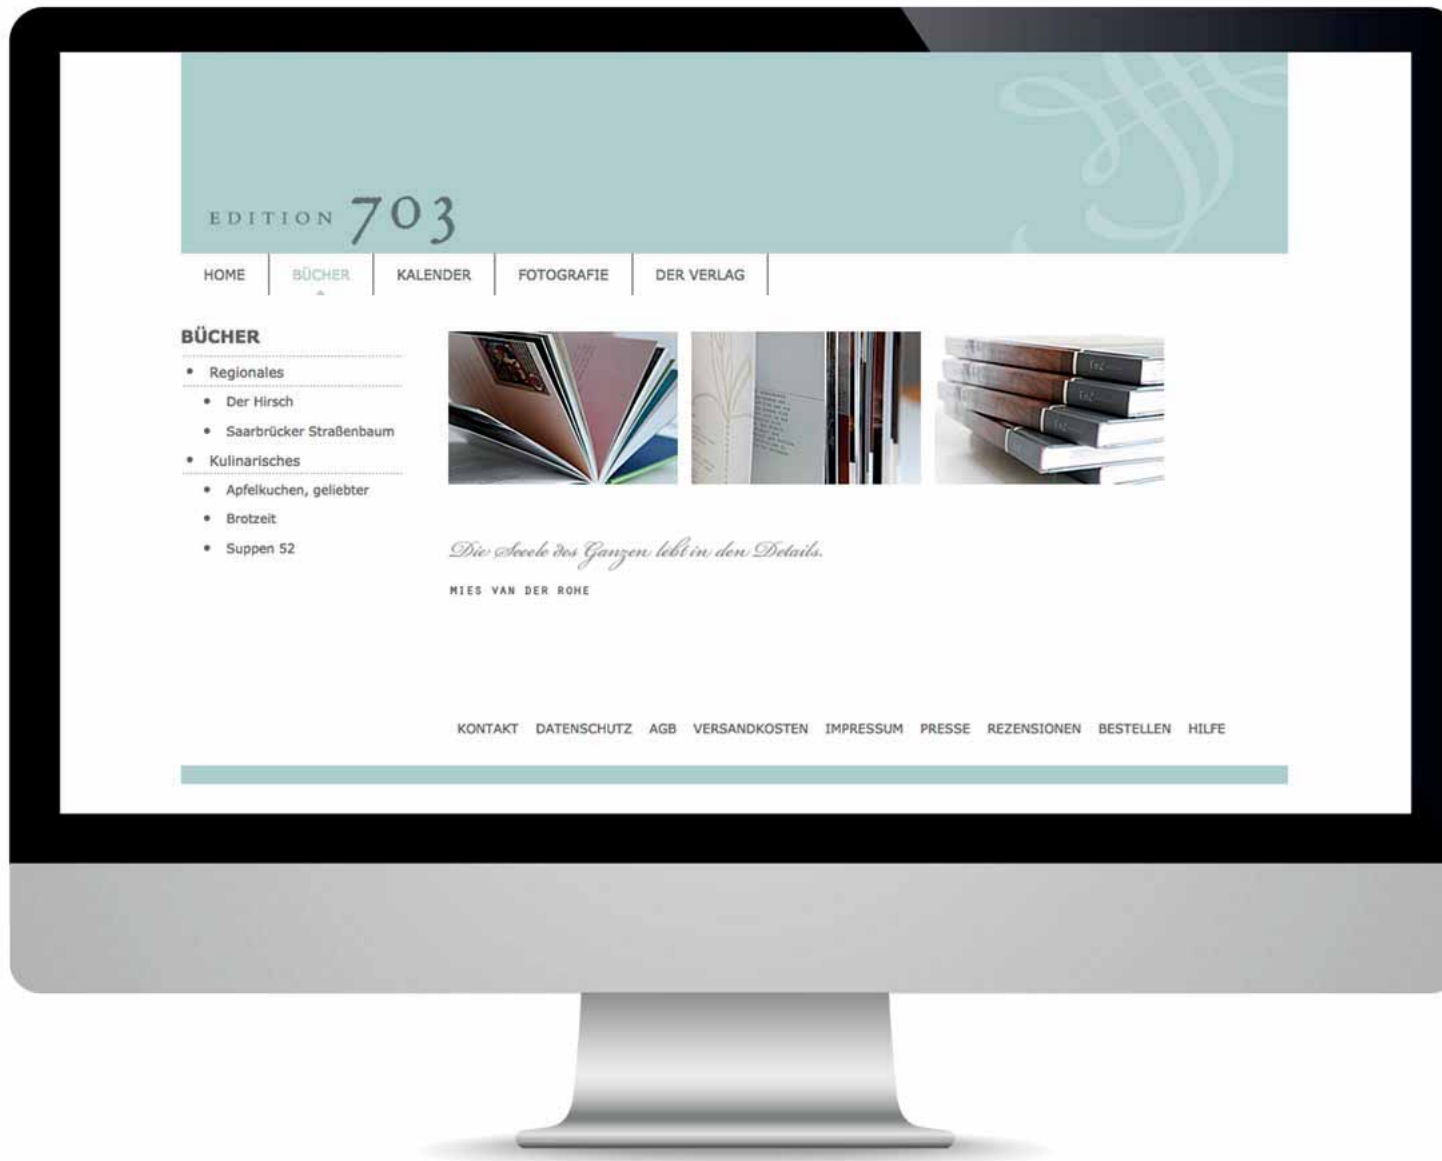 EDITION 703
HOME BÜCHER KALENDER FOTOGRAFIE DER VERLAG
BÜCHER
• Regionales
• Der Hirsch
• Saarbrücker Straßenbaum
• Kulinarisches
• Apfelkuchen, geliebter
• Brotzeit
• Suppen 52
Die Seele des Ganzen lebt in den Details.
MIES VAN DER ROHE
KONTAKT DATENSCHUTZ AGB VERSANDKOSTEN IMPRESSUM PRESSE REZENSIONEN BESTELLEN HILFE